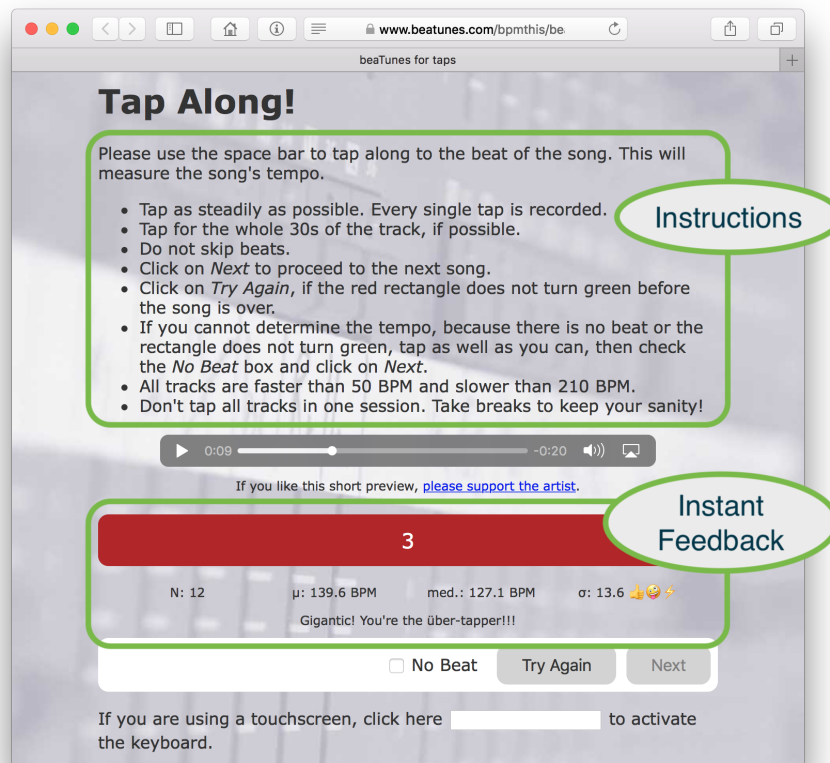 www.beatunes.com/bpmthis/be
beaTunes for taps
Tap Along!
Please use the space bar to tap along to the beat of the song. This will
measure the song's tempo.
• Tap as steadily as possible. Every single tap is recorded.
• Tap for the whole 30s of the track, if possible.
• Do not skip beats.
• Click on Next to proceed to the next song.
• Click on Try Again, if the red rectangle does not turn green before
the song is over.
• If you cannot determine the tempo, because there is no beat or the
rectangle does not turn green, tap as well as you can, then check
the No Beat box and click on Next.
• All tracks are faster than 50 BPM and slower than 210 BPM.
• Don't tap all tracks in one session. Take breaks to keep your sanity!
Instructions
0:09 -0:20
If you like this short preview, please support the artist.
Instant
Feedback
3
N: 12 μ: 139.6 BPM med.: 127.1 BPM σ: 13.6 👍🤪⚡
Gigantic! You're the über-tapper!!!
No Beat Try Again Next
If you are using a touchscreen, click here to activate
the keyboard.